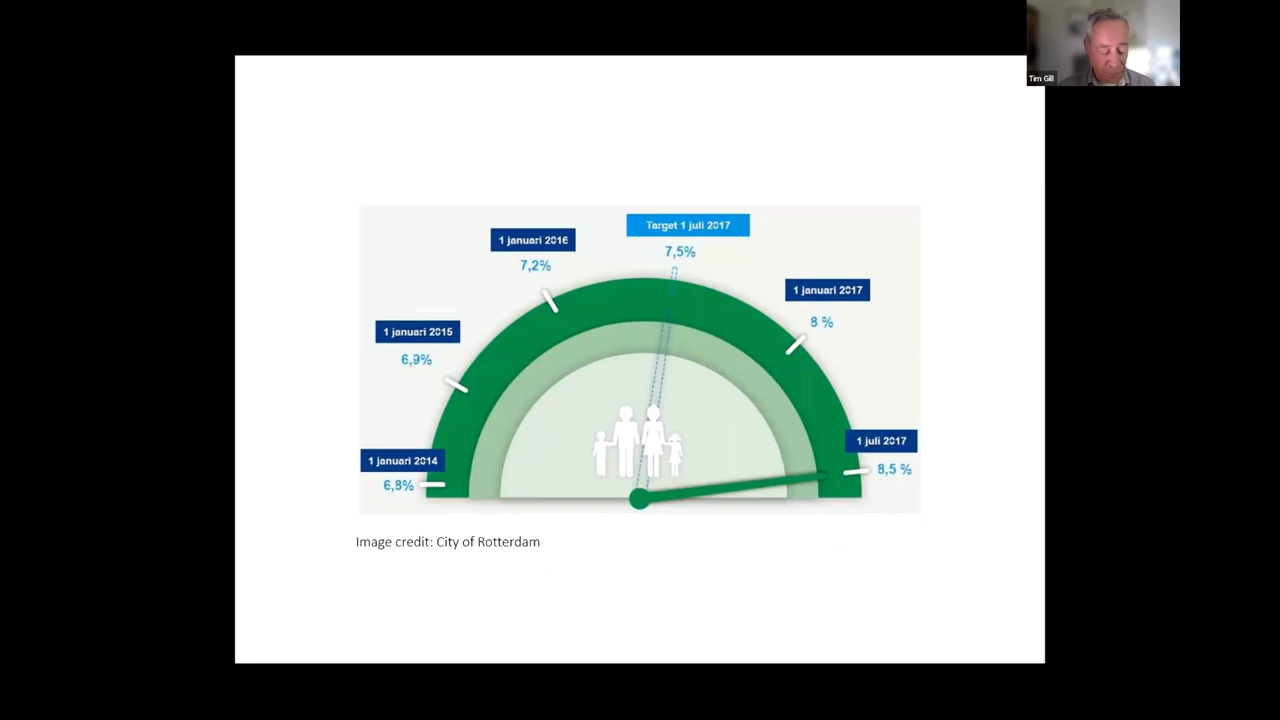 Tim Gill
Target 1 juli 2017
7,5%
1 januari 2016
7,2%
1 januari 2017
8 %
1 januari 2015
6,9%
1 juli 2017
8,5 %
1 januari 2014
6,8%
Image credit: City of Rotterdam